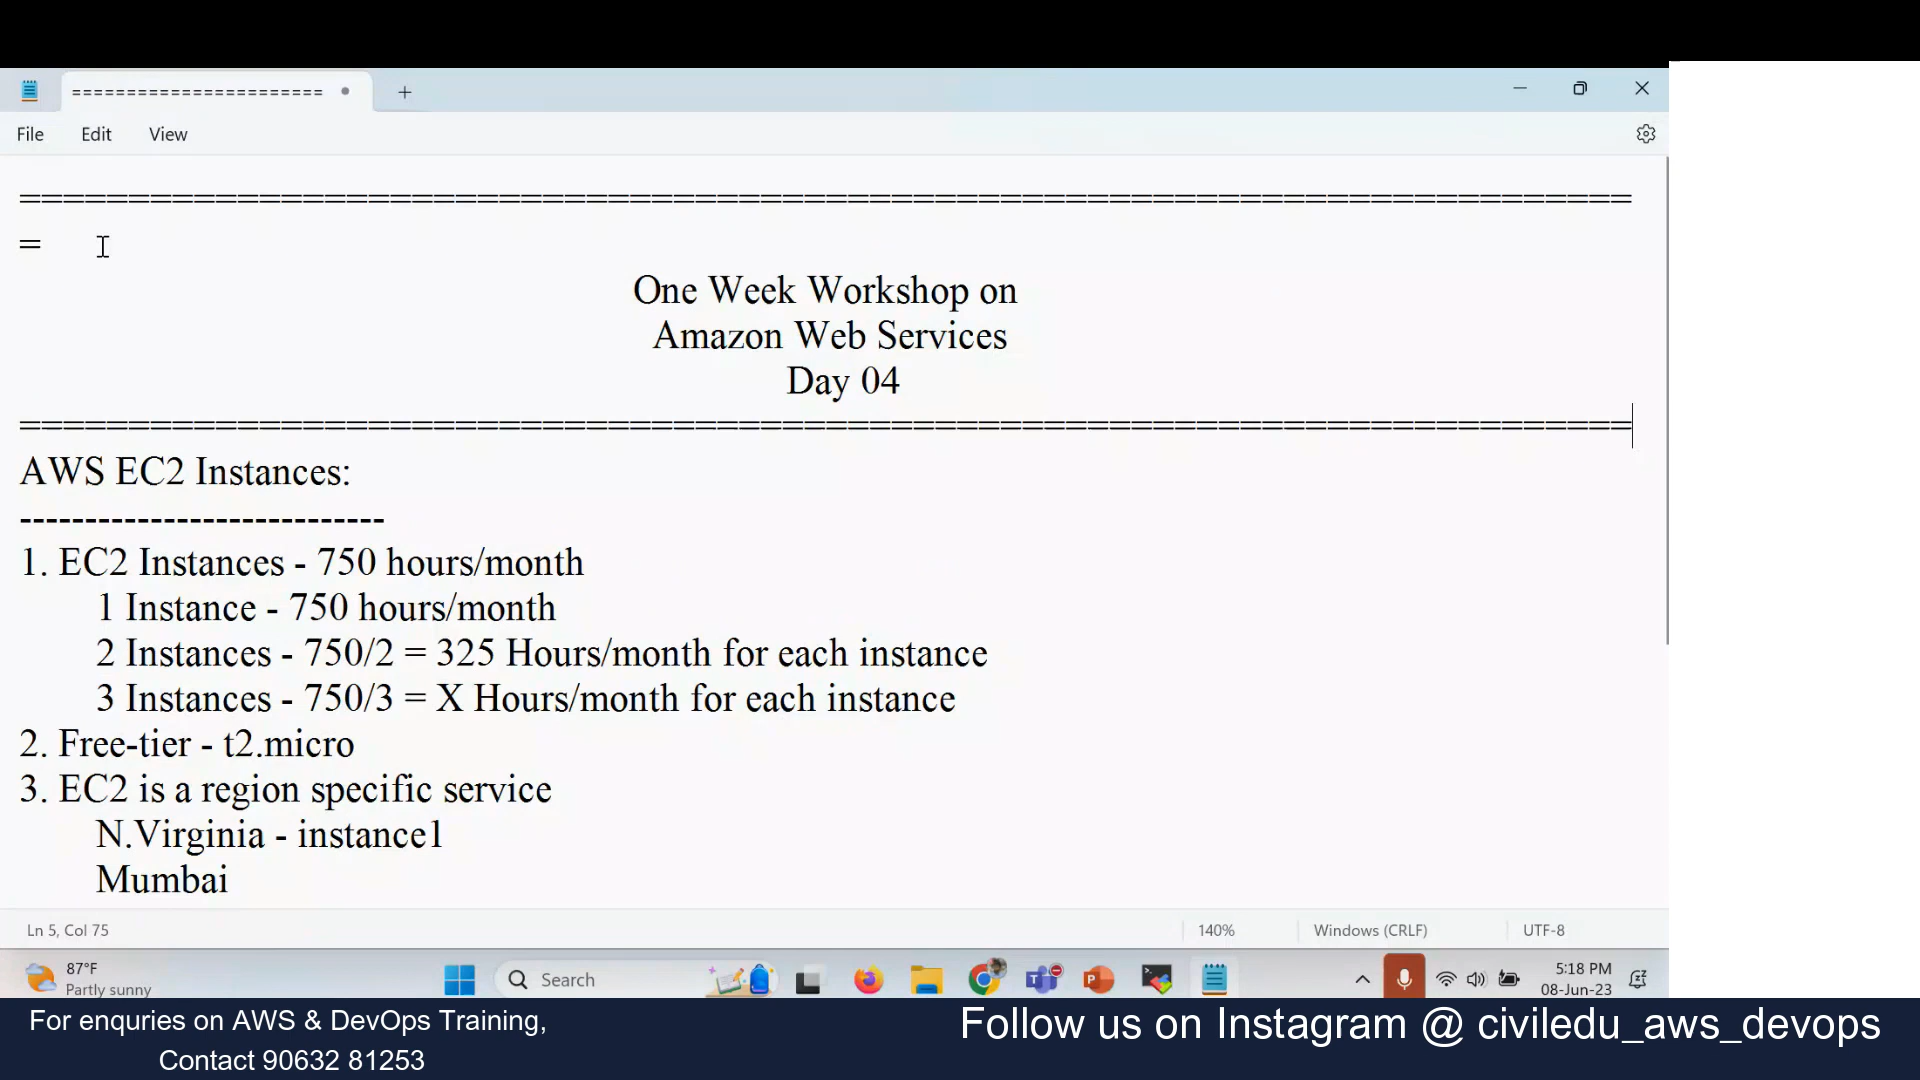 =======================
File Edit View
==========================================================================
=
One Week Workshop on
Amazon Web Services
Day 04
==========================================================================
AWS EC2 Instances:
----------------------------
1. EC2 Instances - 750 hours/month
1 Instance - 750 hours/month
2 Instances - 750/2 = 325 Hours/month for each instance
3 Instances - 750/3 = X Hours/month for each instance
2. Free-tier - t2.micro
3. EC2 is a region specific service
N.Virginia - instance1
Mumbai
Ln 5, Col 75 140% Windows (CRLF) UTF-8
87°F
Partly sunny
Search
5:18 PM
08-Jun-23
For enquries on AWS & DevOps Training,
Contact 90632 81253
Follow us on Instagram @ civiledu_aws_devops